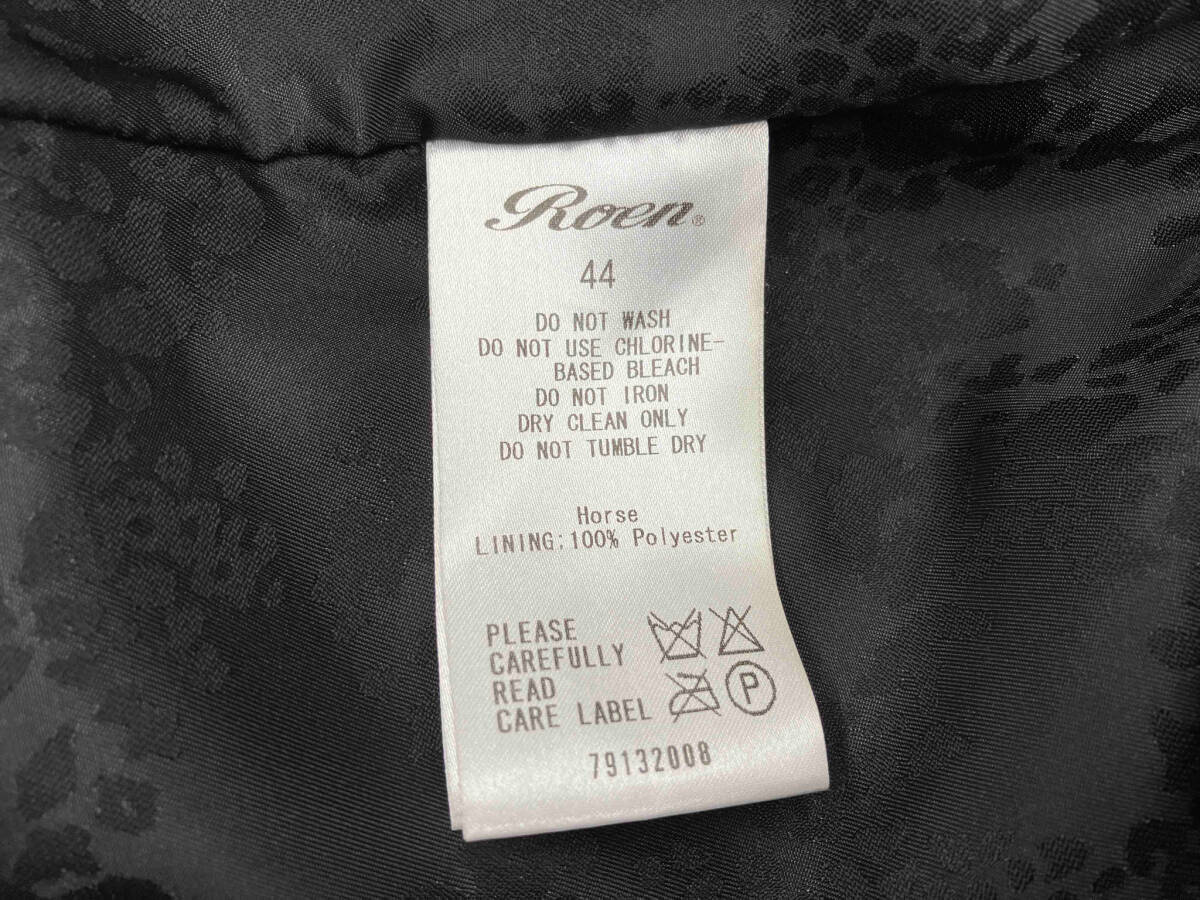 Roen®
44
DO NOT WASH
DO NOT USE CHLORINE-
BASED BLEACH
DO NOT IRON
DRY CLEAN ONLY
DO NOT TUMBLE DRY
Horse
LINING:100% Polyester
PLEASE
CAREFULLY
READ
CARE LABEL
P
79132008